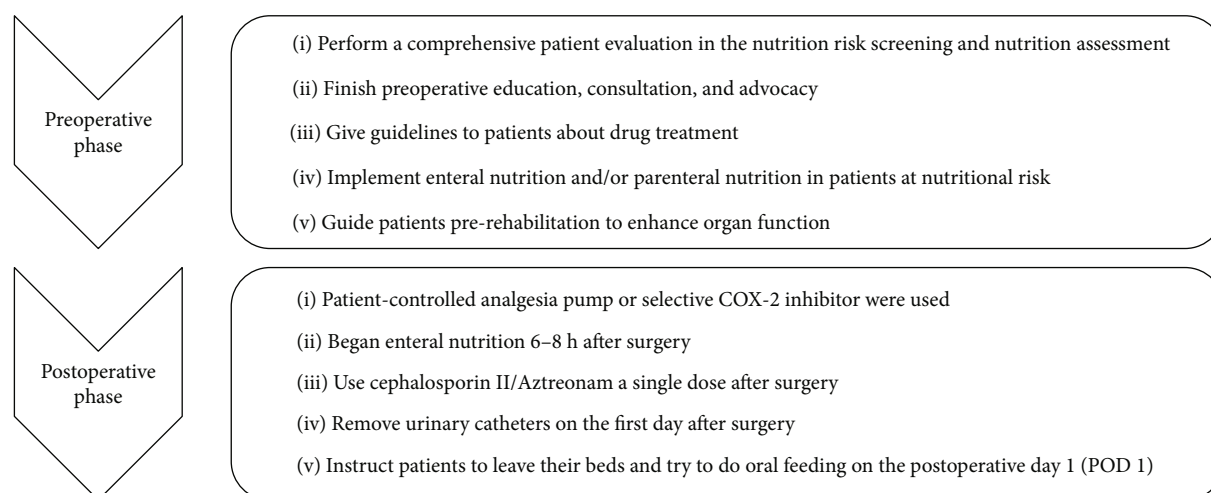 Preoperative
phase
(i) Perform a comprehensive patient evaluation in the nutrition risk screening and nutrition assessment
(ii) Finish preoperative education, consultation, and advocacy
(iii) Give guidelines to patients about drug treatment
(iv) Implement enteral nutrition and/or parenteral nutrition in patients at nutritional risk
(v) Guide patients pre-rehabilitation to enhance organ function
Postoperative
phase
(i) Patient-controlled analgesia pump or selective COX-2 inhibitor were used
(ii) Began enteral nutrition 6–8 h after surgery
(iii) Use cephalosporin II/Aztreonam a single dose after surgery
(iv) Remove urinary catheters on the first day after surgery
(v) Instruct patients to leave their beds and try to do oral feeding on the postoperative day 1 (POD 1)